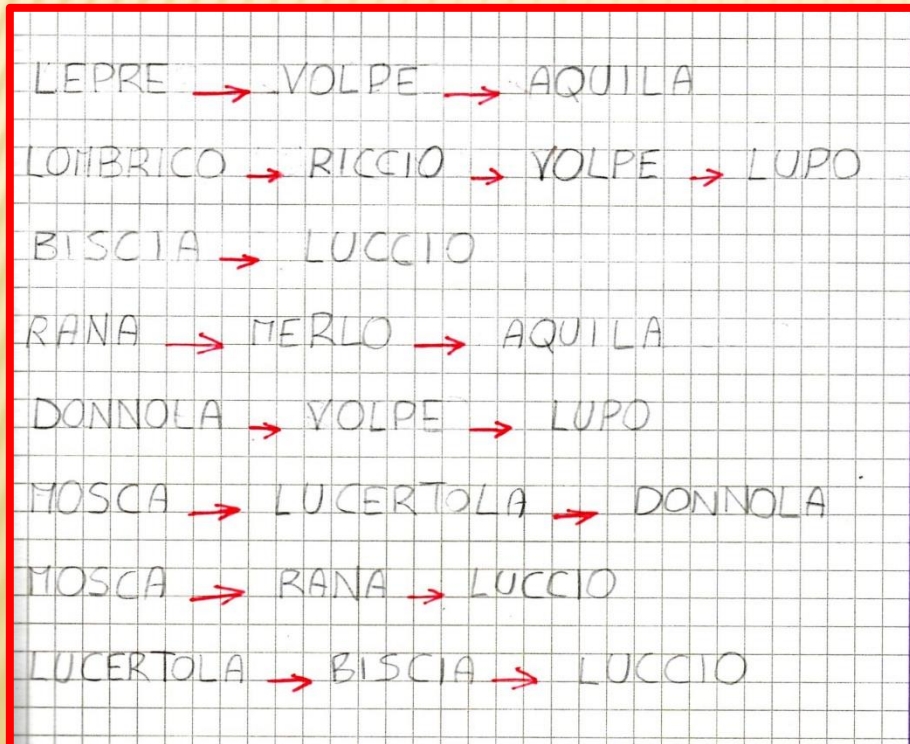 LEPRE → VOLPE → AQUILA
LOMBRICO → RICCIO → VOLPE → LUPO
BISCIA → LUCCIO
RANA → MERLO → AQUILA
DONNOLA → VOLPE → LUPO
MOSCA → LUCERTOLA → DONNOLA
MOSCA → RANA → LUCCIO
LUCERTOLA → BISCIA → LUCCIO